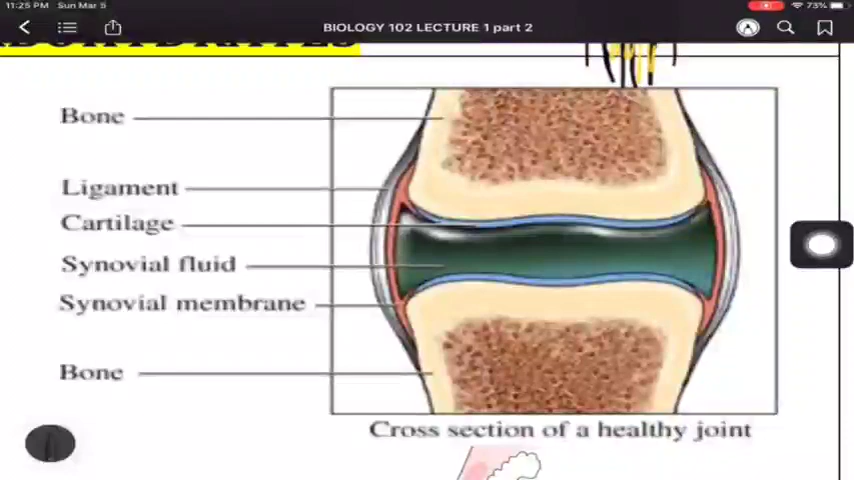 11:25 PM Sun Mar 5
73%
BIOLOGY 102 LECTURE 1 part 2
Bone
Ligament
Cartilage
Synovial fluid
Synovial membrane
Bone
Cross section of a healthy joint